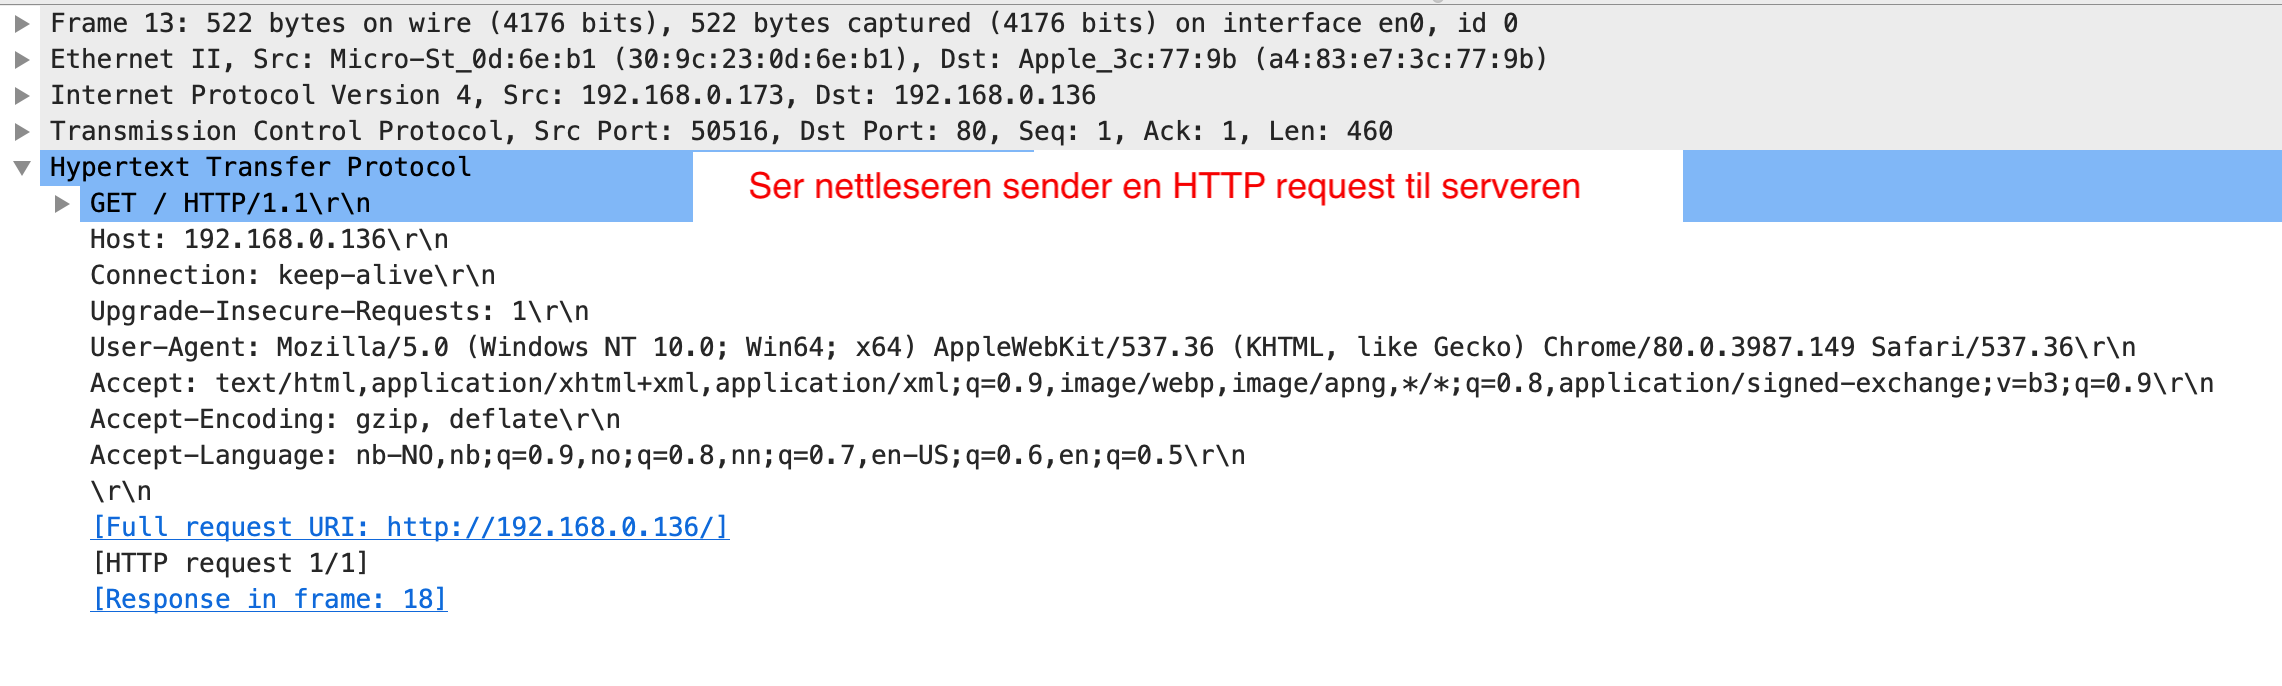 Frame 13: 522 bytes on wire (4176 bits), 522 bytes captured (4176 bits) on interface en0, id 0
Ethernet II, Src: Micro-St_0d:6e:b1 (30:9c:23:0d:6e:b1), Dst: Apple_3c:77:9b (a4:83:e7:3c:77:9b)
Internet Protocol Version 4, Src: 192.168.0.173, Dst: 192.168.0.136
Transmission Control Protocol, Src Port: 50516, Dst Port: 80, Seq: 1, Ack: 1, Len: 460
Hypertext Transfer Protocol
Ser nettleseren sender en HTTP request til serveren
GET / HTTP/1.1\r\n
Host: 192.168.0.136\r\n
Connection: keep-alive\r\n
Upgrade-Insecure-Requests: 1\r\n
User-Agent: Mozilla/5.0 (Windows NT 10.0; Win64; x64) AppleWebKit/537.36 (KHTML, like Gecko) Chrome/80.0.3987.149 Safari/537.36\r\n
Accept: text/html,application/xhtml+xml,application/xml;q=0.9,image/webp,image/apng,*/*;q=0.8,application/signed-exchange;v=b3;q=0.9\r\n
Accept-Encoding: gzip, deflate\r\n
Accept-Language: nb-NO,nb;q=0.9,no;q=0.8,nn;q=0.7,en-US;q=0.6,en;q=0.5\r\n
\r\n
[Full request URI: http://192.168.0.136/]
[HTTP request 1/1]
[Response in frame: 18]